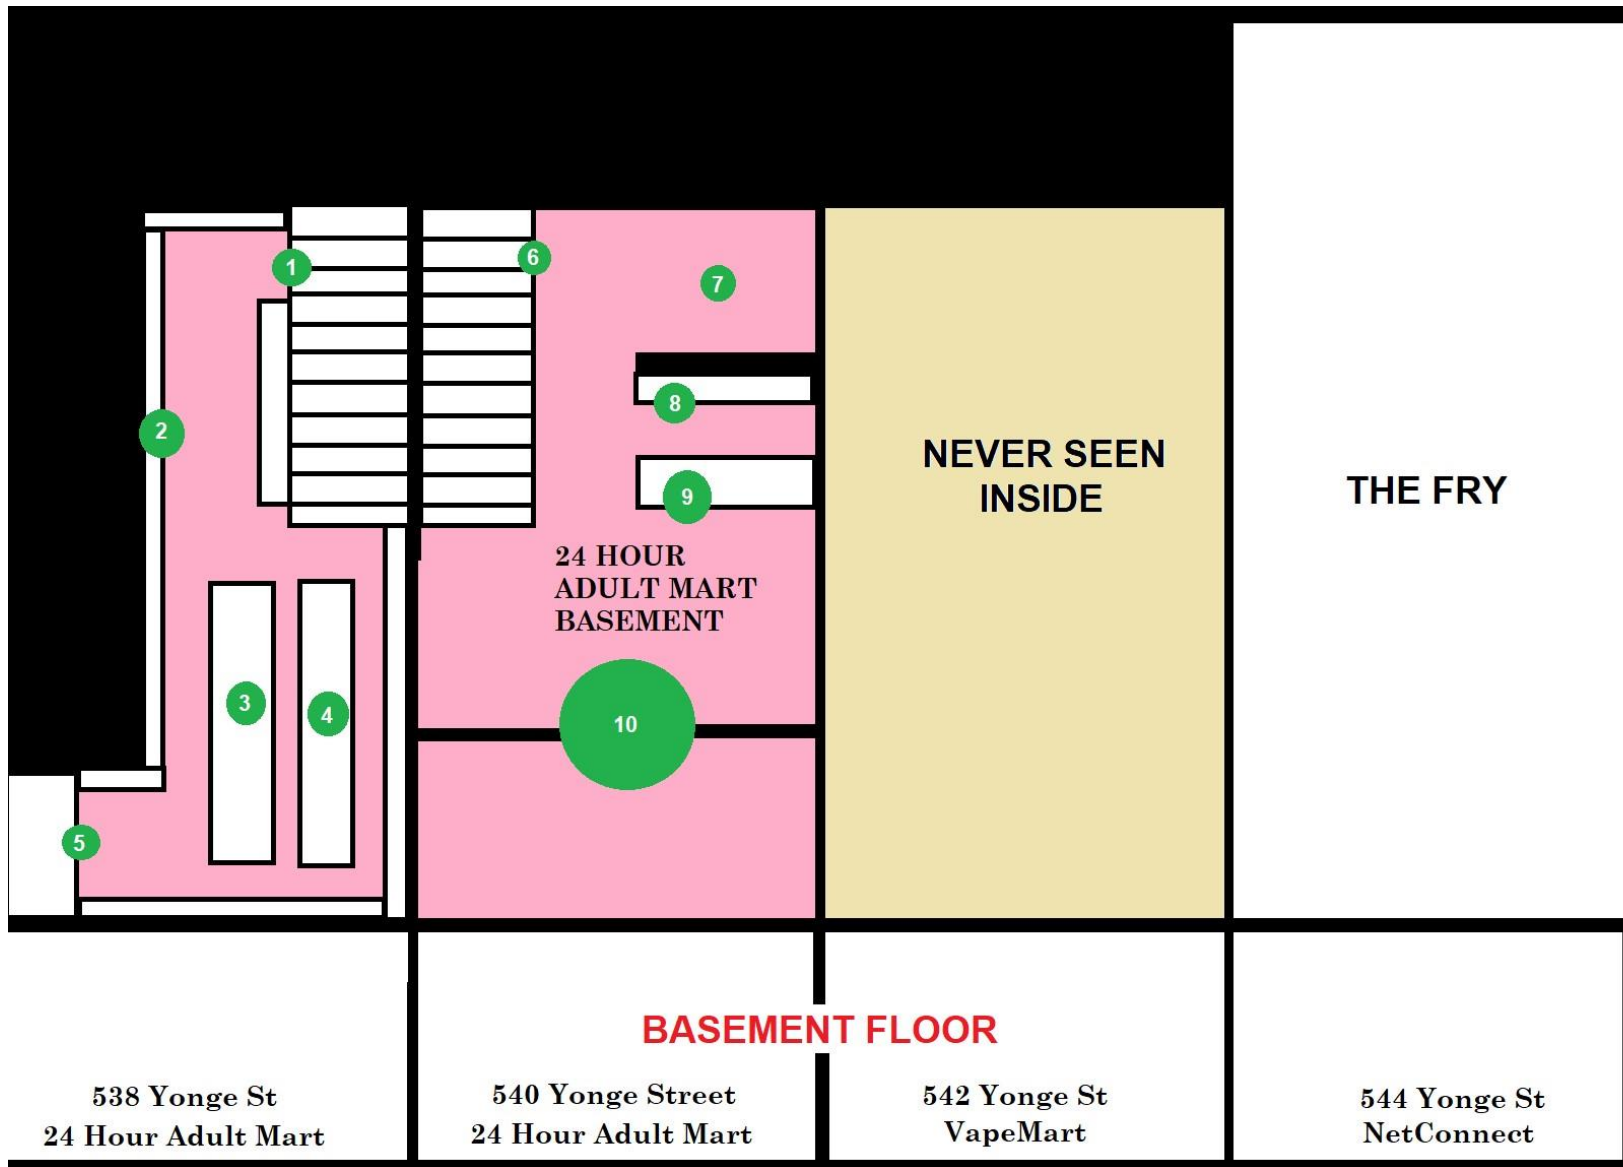 1
6
7
8
2
9
NEVER SEEN
INSIDE
THE FRY
24 HOUR
ADULT MART
BASEMENT
3
4
10
5
BASEMENT FLOOR
538 Yonge St
24 Hour Adult Mart
540 Yonge Street
24 Hour Adult Mart
542 Yonge St
VapeMart
544 Yonge St
NetConnect